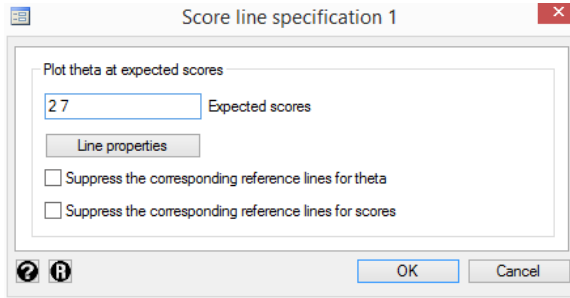 Score line specification 1
Plot theta at expected scores
2 7 Expected scores
Line properties
Suppress the corresponding reference lines for theta
Suppress the corresponding reference lines for scores
? R OK Cancel